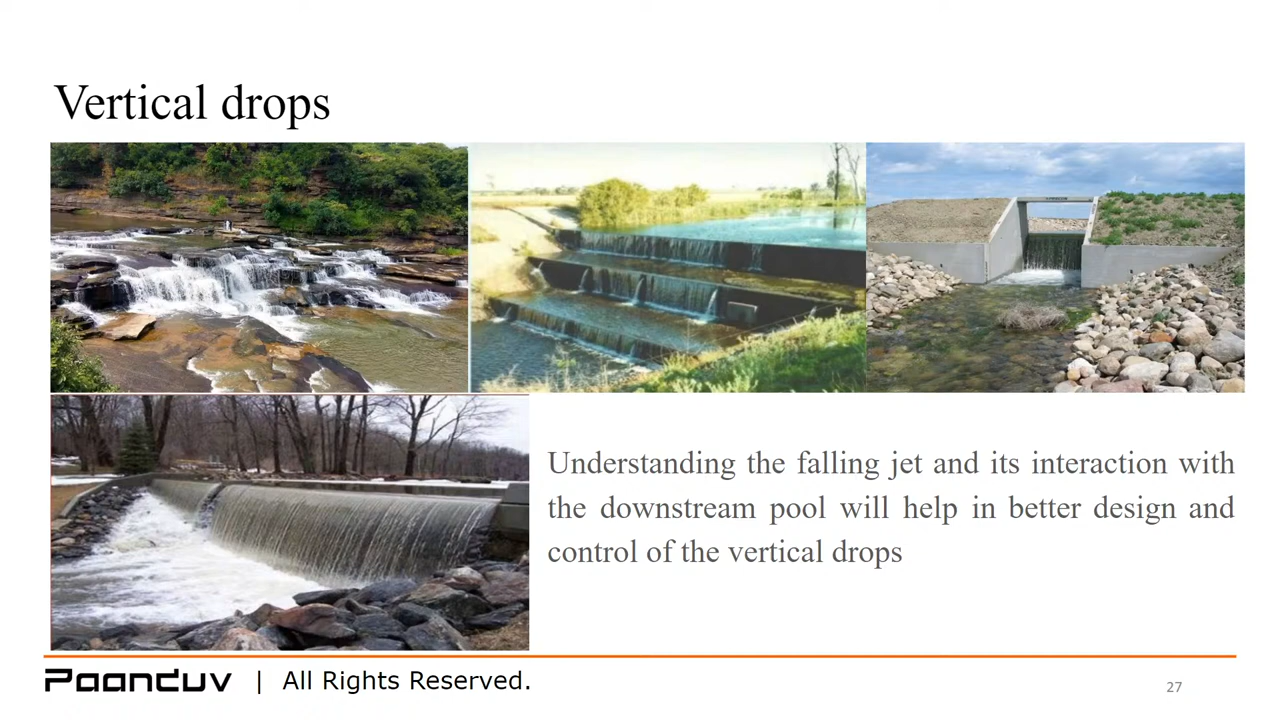 Vertical drops
Understanding the falling jet and its interaction with
the downstream pool will help in better design and
control of the vertical drops
Paanduv | All Rights Reserved.
27